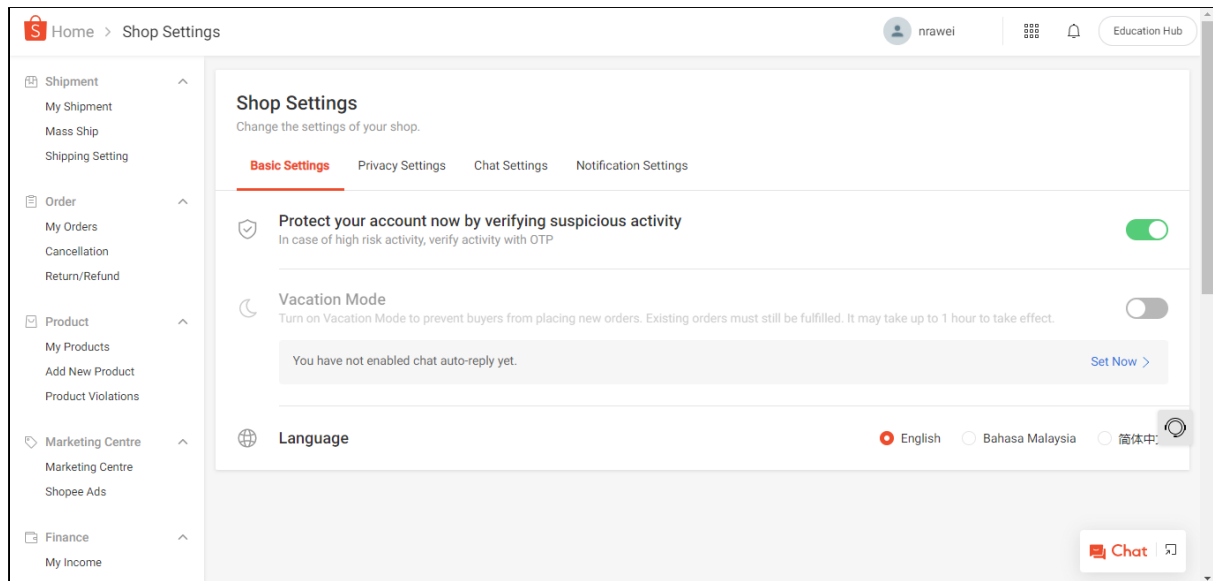 S Home > Shop Settings
nrawei
Education Hub
Shipment
My Shipment
Mass Ship
Shipping Setting
Order
My Orders
Cancellation
Return/Refund
Product
My Products
Add New Product
Product Violations
Marketing Centre
Marketing Centre
Shopee Ads
Finance
My Income
Shop Settings
Change the settings of your shop.
Basic Settings Privacy Settings Chat Settings Notification Settings
Protect your account now by verifying suspicious activity
In case of high risk activity, verify activity with OTP
Vacation Mode
Turn on Vacation Mode to prevent buyers from placing new orders. Existing orders must still be fulfilled. It may take up to 1 hour to take effect.
You have not enabled chat auto-reply yet. Set Now >
Language English Bahasa Malaysia 简体中
Chat